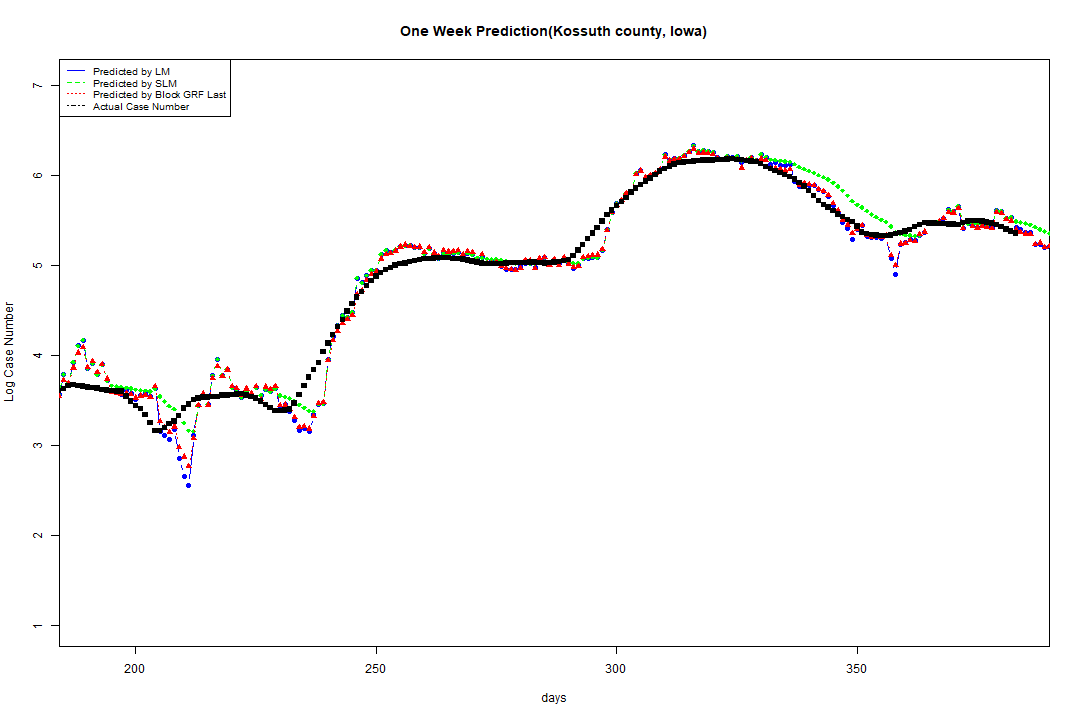 One Week Prediction(Kossuth county, Iowa)
Predicted by LM
Predicted by SLM
Predicted by Block GRF Last
Actual Case Number
7
6
5
4
3
2
1
Log Case Number
200 250 300 350
days